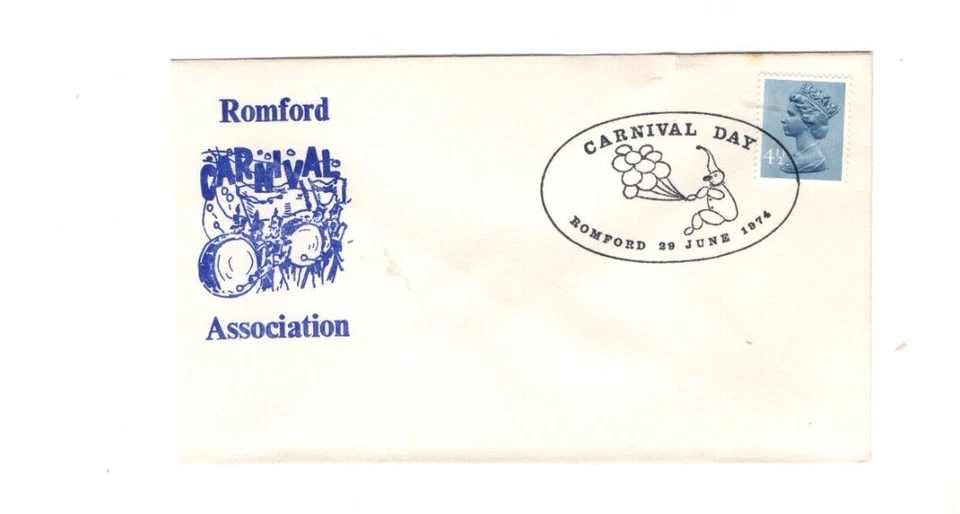 Romford
CARNIVAL
Association
CARNIVAL DAY
ROMFORD 29 JUNE 1974
4½